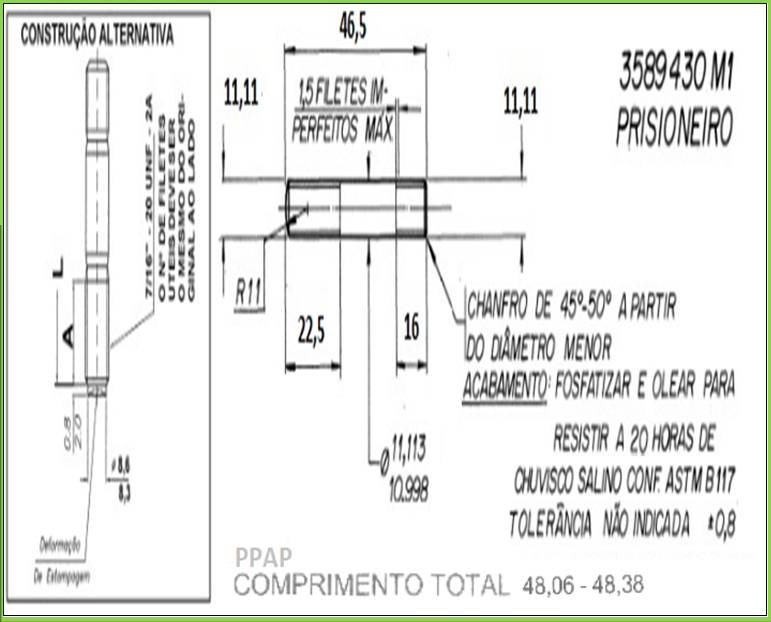 CONSTRUÇÃO ALTERNATIVA
7/16" - 20 UNF - 2A
O Nº DE FILETES
ÚTEIS DEVE SER
O MESMO DO ORI-
GINAL AO LADO
L
A
0.8
2.0
ø 8,6
8,3
Deformação
De Estampagem
46,5
11,11
1,5 FILETES IM-
PERFEITOS MÁX
11,11
3589430 M1
PRISIONEIRO
R11
22,5
16
CHANFRO DE 45º-50º A PARTIR
DO DIÂMETRO MENOR
ACABAMENTO: FOSFATIZAR E OLEAR PARA
RESISTIR A 20 HORAS DE
CHUVISCO SALINO CONF. ASTM B117
TOLERÂNCIA NÃO INDICADA ±0,8
Ø 11,113
10.998
PPAP
COMPRIMENTO TOTAL 48,06 - 48,38